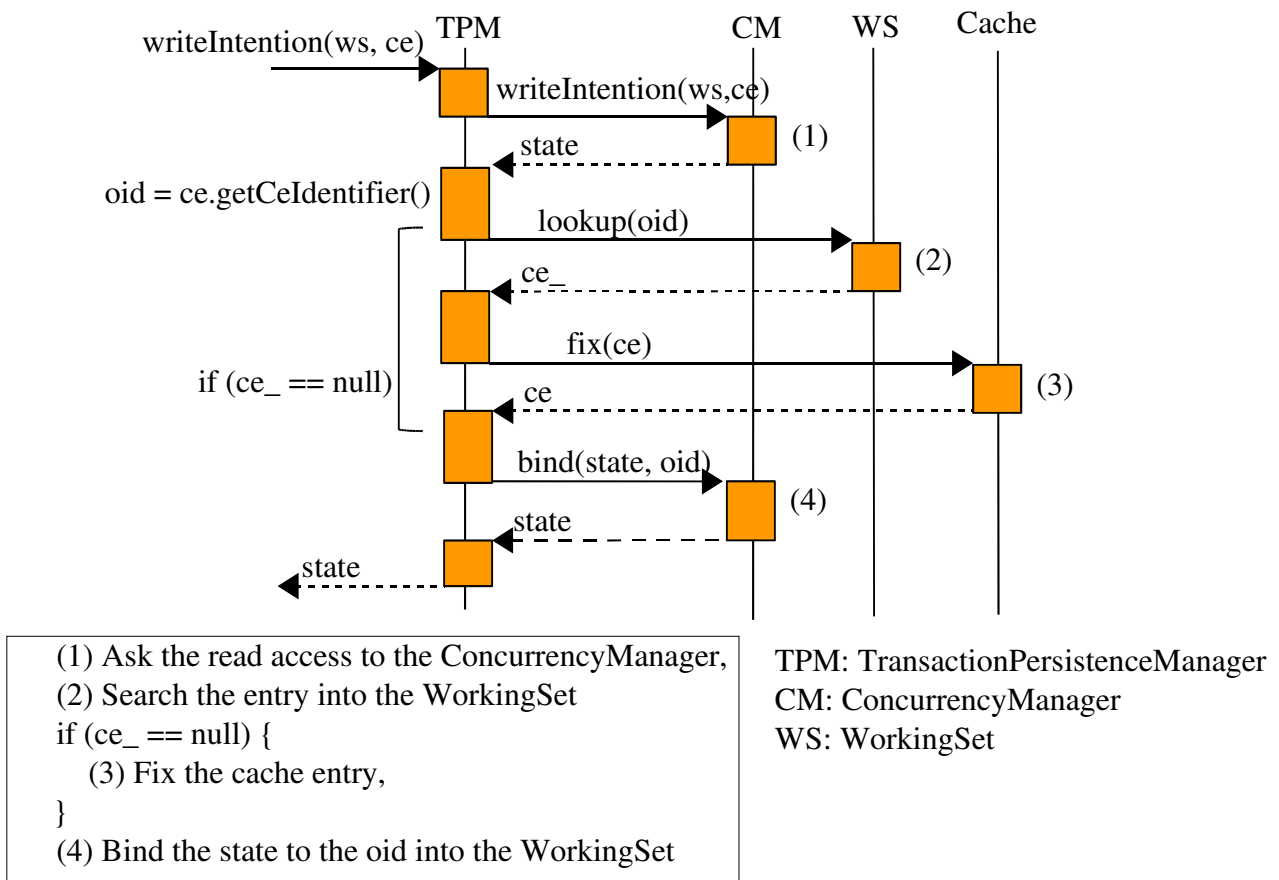 TPM CM WS Cache
writeIntention(ws, ce)
writeIntention(ws,ce)
(1)
state
oid = ce.getCeIdentifier()
lookup(oid)
(2)
ce_
fix(ce)
if (ce_ == null)
(3)
ce
bind(state, oid)
(4)
state
state
(1) Ask the read access to the ConcurrencyManager,
(2) Search the entry into the WorkingSet
if (ce_ == null) {
(3) Fix the cache entry,
}
(4) Bind the state to the oid into the WorkingSet
TPM: TransactionPersistenceManager
CM: ConcurrencyManager
WS: WorkingSet